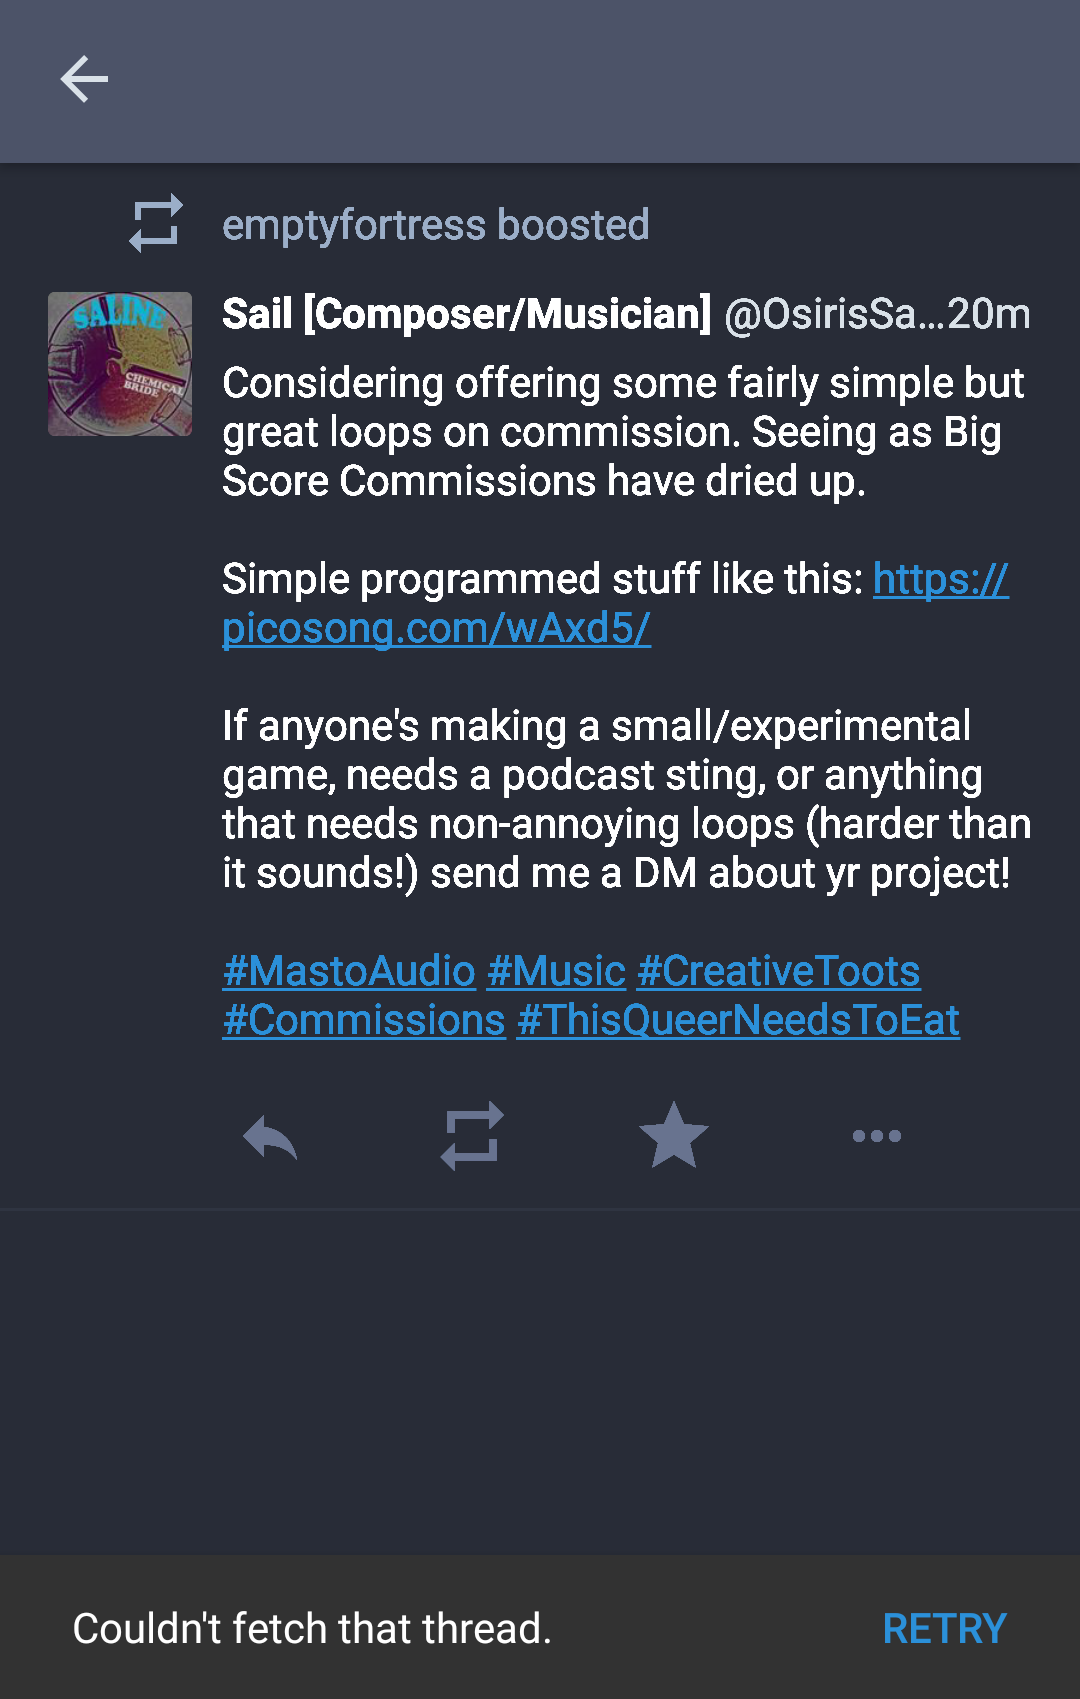 emptyfortress boosted
SALINE
CHEMICAL
BRIDE
Sail [Composer/Musician] @OsirisSa...20m
Considering offering some fairly simple but
great loops on commission. Seeing as Big
Score Commissions have dried up.
Simple programmed stuff like this: https://
picosong.com/wAxd5/
If anyone's making a small/experimental
game, needs a podcast sting, or anything
that needs non-annoying loops (harder than
it sounds!) send me a DM about yr project!
#MastoAudio #Music #CreativeToots
#Commissions #ThisQueerNeedsToEat
Couldn't fetch that thread. RETRY